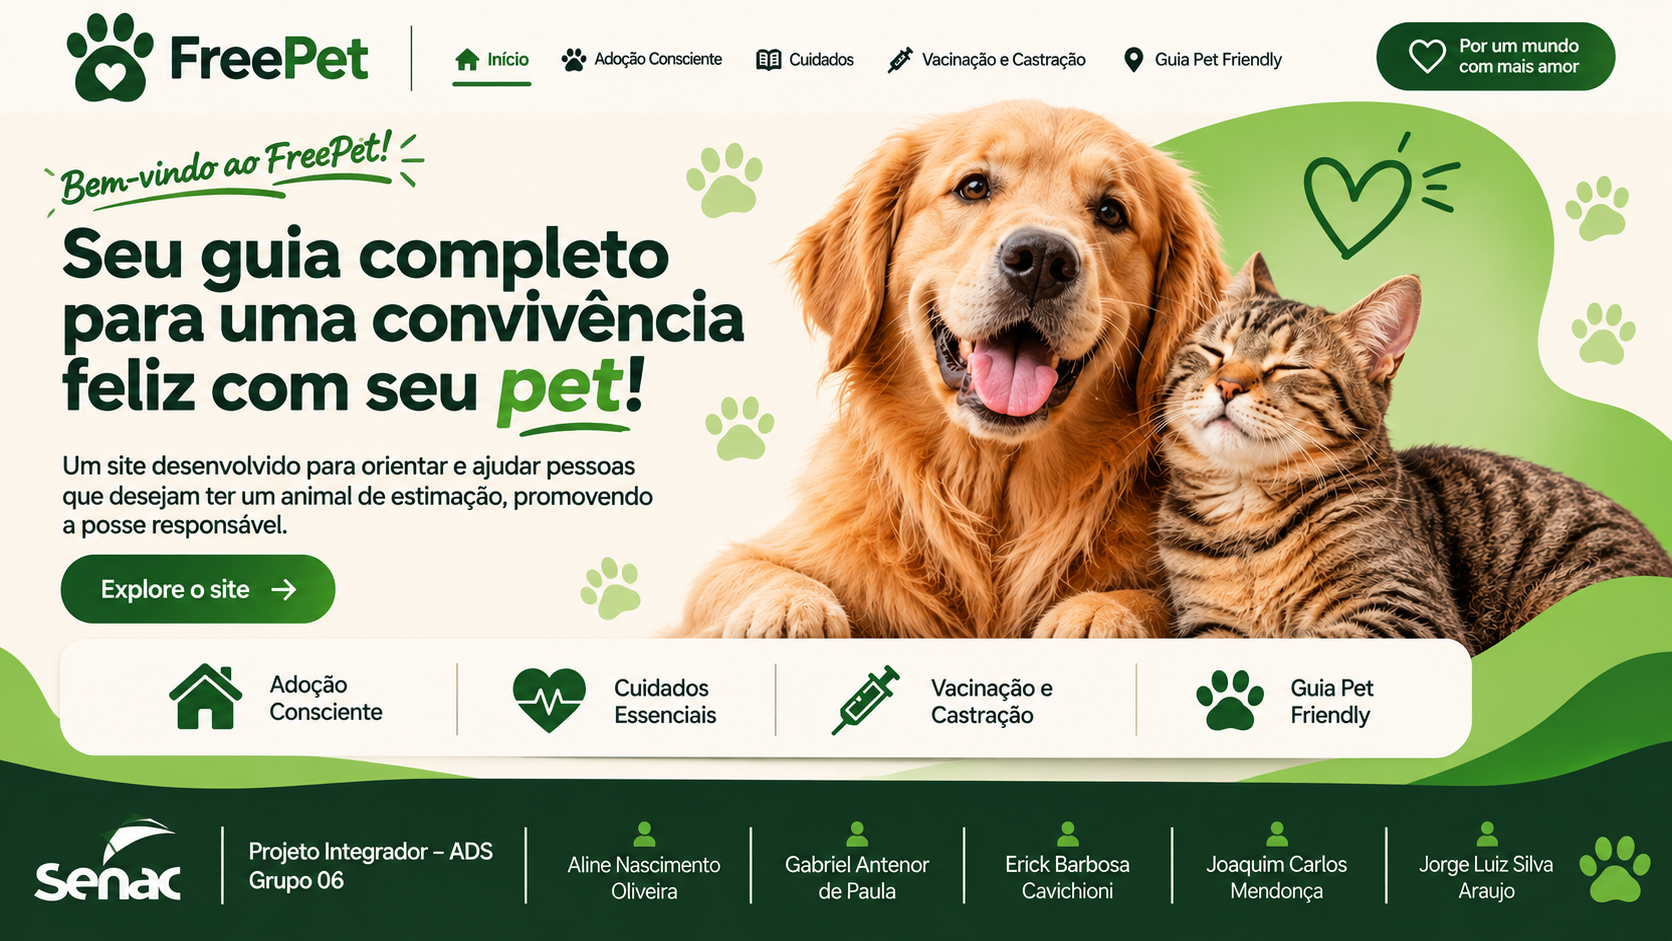 FreePet
Início
Adoção Consciente
Cuidados
Vacinação e Castração
Guia Pet Friendly
Por um mundo
com mais amor
Bem-vindo ao FreePet!
Seu guia completo
para uma convivência
feliz com seu pet!
Um site desenvolvido para orientar e ajudar pessoas
que desejam ter um animal de estimação, promovendo
a posse responsável.
Explore o site
Adoção
Consciente
Cuidados
Essenciais
Vacinação e
Castração
Guia Pet
Friendly
Senac
Projeto Integrador – ADS
Grupo 06
Aline Nascimento
Oliveira
Gabriel Antenor
de Paula
Erick Barbosa
Cavichioni
Joaquim Carlos
Mendonça
Jorge Luiz Silva
Araujo